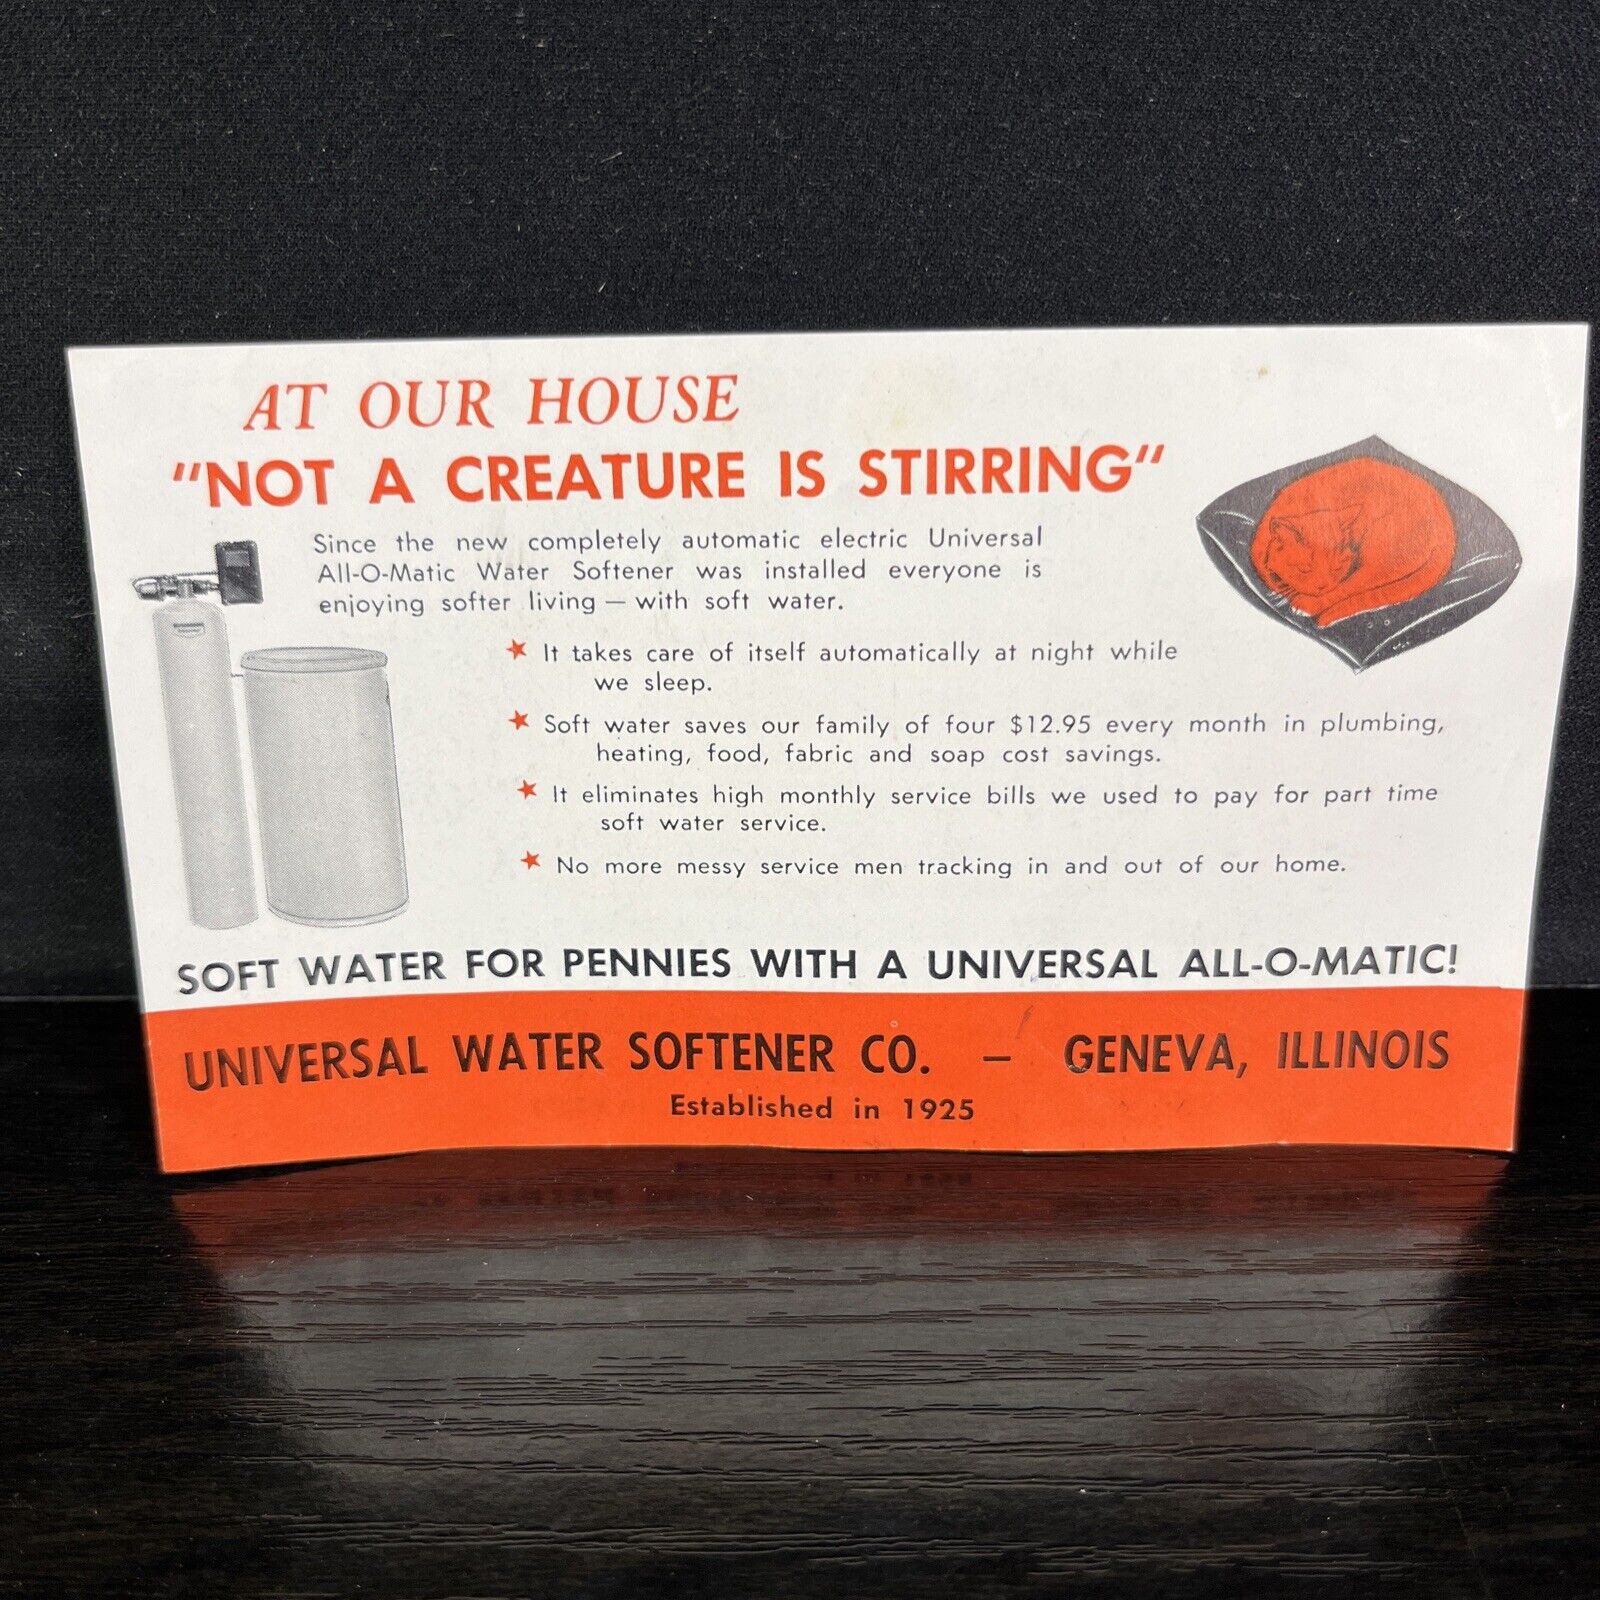 AT OUR HOUSE
"NOT A CREATURE IS STIRRING"
Since the new completely automatic electric Universal
All-O-Matic Water Softener was installed everyone is
enjoying softer living — with soft water.
★ It takes care of itself automatically at night while
we sleep.
★ Soft water saves our family of four $12.95 every month in plumbing,
heating, food, fabric and soap cost savings.
★ It eliminates high monthly service bills we used to pay for part time
soft water service.
★ No more messy service men tracking in and out of our home.
SOFT WATER FOR PENNIES WITH A UNIVERSAL ALL-O-MATIC!
UNIVERSAL WATER SOFTENER CO. — GENEVA, ILLINOIS
Established in 1925